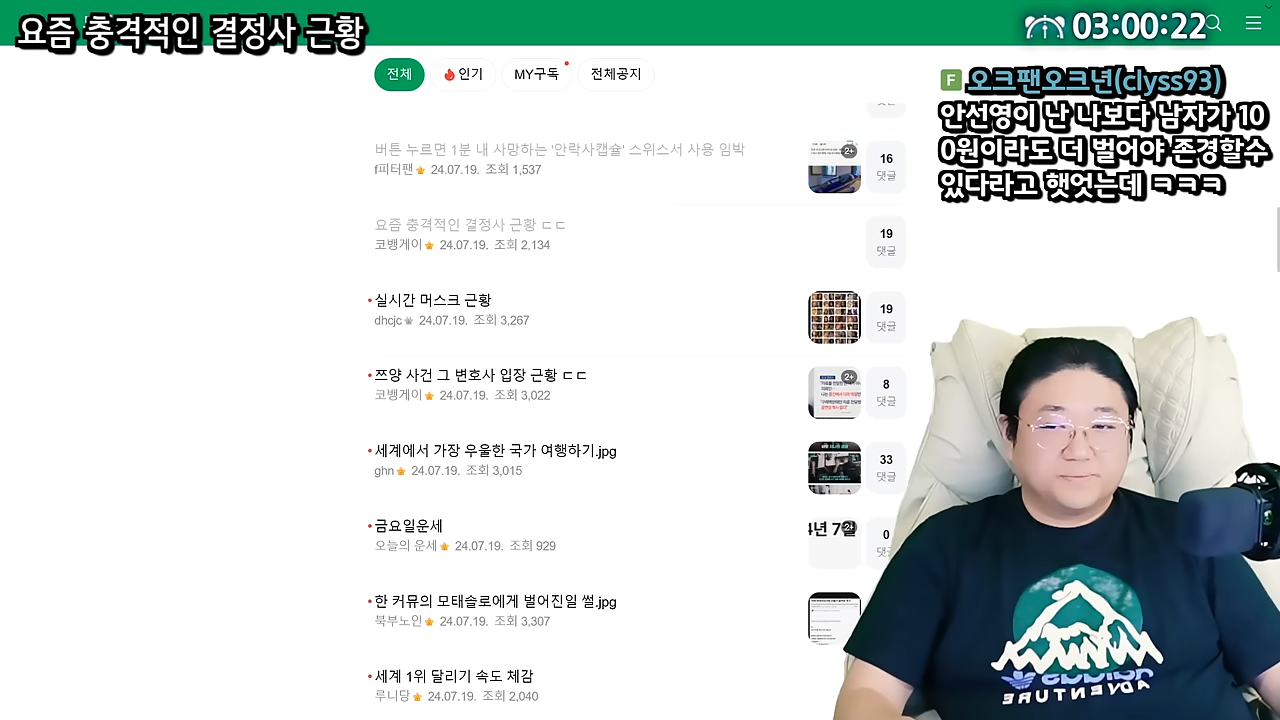 요즘 충격적인 결정사 근황
03:00:22
전체
인기
MY구독
전체공지
F 오크팬오크년(clyss93)
안선영이 난 나보다 남자가 10
0원이라도 더 벌어야 존경할수
있다라고 햇엇는데 ㅋㅋㅋ
버튼 누르면 1분 내 사망하는 '안락사캡슐' 스위스서 사용 임박
f피터팬 24.07.19. 조회 1,537
2+
16
댓글
요즘 충격적인 결정사 근황 ㄷㄷ
코뱅게이 24.07.19. 조회 2,134
19
댓글
실시간 머스크 근황
dhcjc 24.07.19. 조회 3,267
19
댓글
쯔양 사건 그 변호사 입장 근황 ㄷㄷ
코뱅게이 24.07.19. 조회 3,022
2+
8
댓글
세계에서 가장 우울한 국가 여행하기.jpg
ghn 24.07.19. 조회 3,015
33
댓글
금요일운세
오늘의 운세 24.07.19. 조회 929
2+
0
한 커뮤의 모태솔로에게 벌어진일 썰.jpg
북부노인 24.07.19. 조회 3,307
세계 1위 달리기 속도 체감
루니당 24.07.19. 조회 2,040
adidas
ADVENTURE